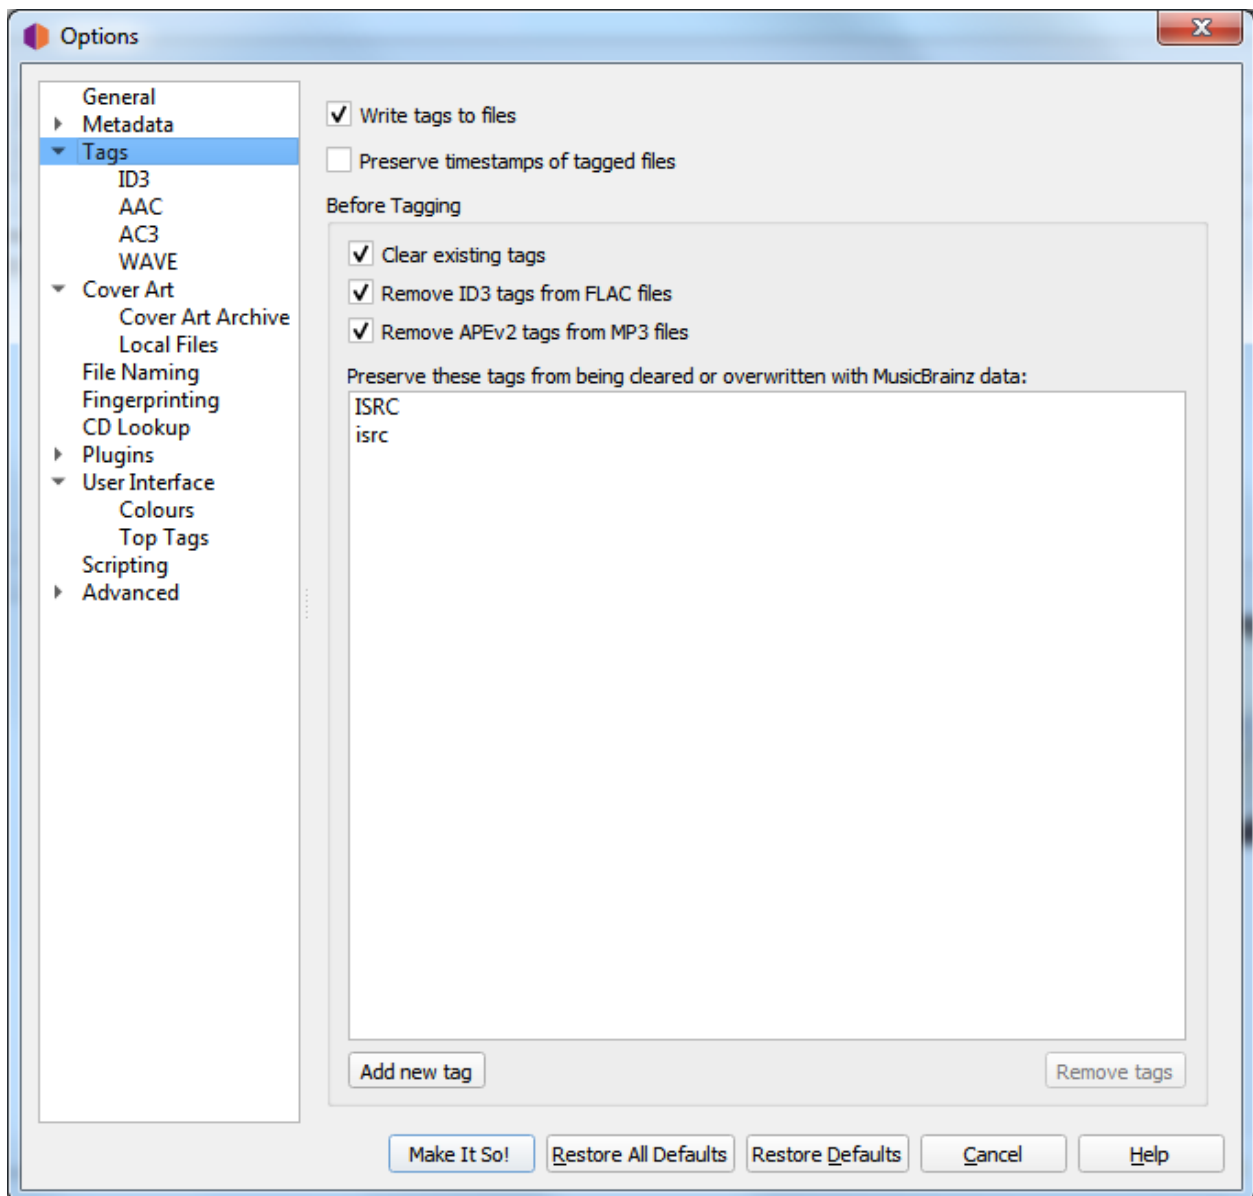 Options
General
Metadata
Tags
ID3
AAC
AC3
WAVE
Cover Art
Cover Art Archive
Local Files
File Naming
Fingerprinting
CD Lookup
Plugins
User Interface
Colours
Top Tags
Scripting
Advanced
Write tags to files
Preserve timestamps of tagged files
Before Tagging
Clear existing tags
Remove ID3 tags from FLAC files
Remove APEv2 tags from MP3 files
Preserve these tags from being cleared or overwritten with MusicBrainz data:
ISRC
isrc
Add new tag
Remove tags
Make It So!
Restore All Defaults
Restore Defaults
Cancel
Help